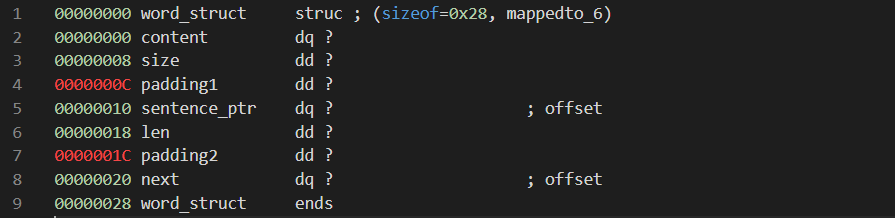 1 00000000 word_struct struc ; (sizeof=0x28, mappedto_6)
2 00000000 content dq ?
3 00000008 size dd ?
4 0000000C padding1 dd ?
5 00000010 sentence_ptr dq ? ; offset
6 00000018 len dd ?
7 0000001C padding2 dd ?
8 00000020 next dq ? ; offset
9 00000028 word_struct ends